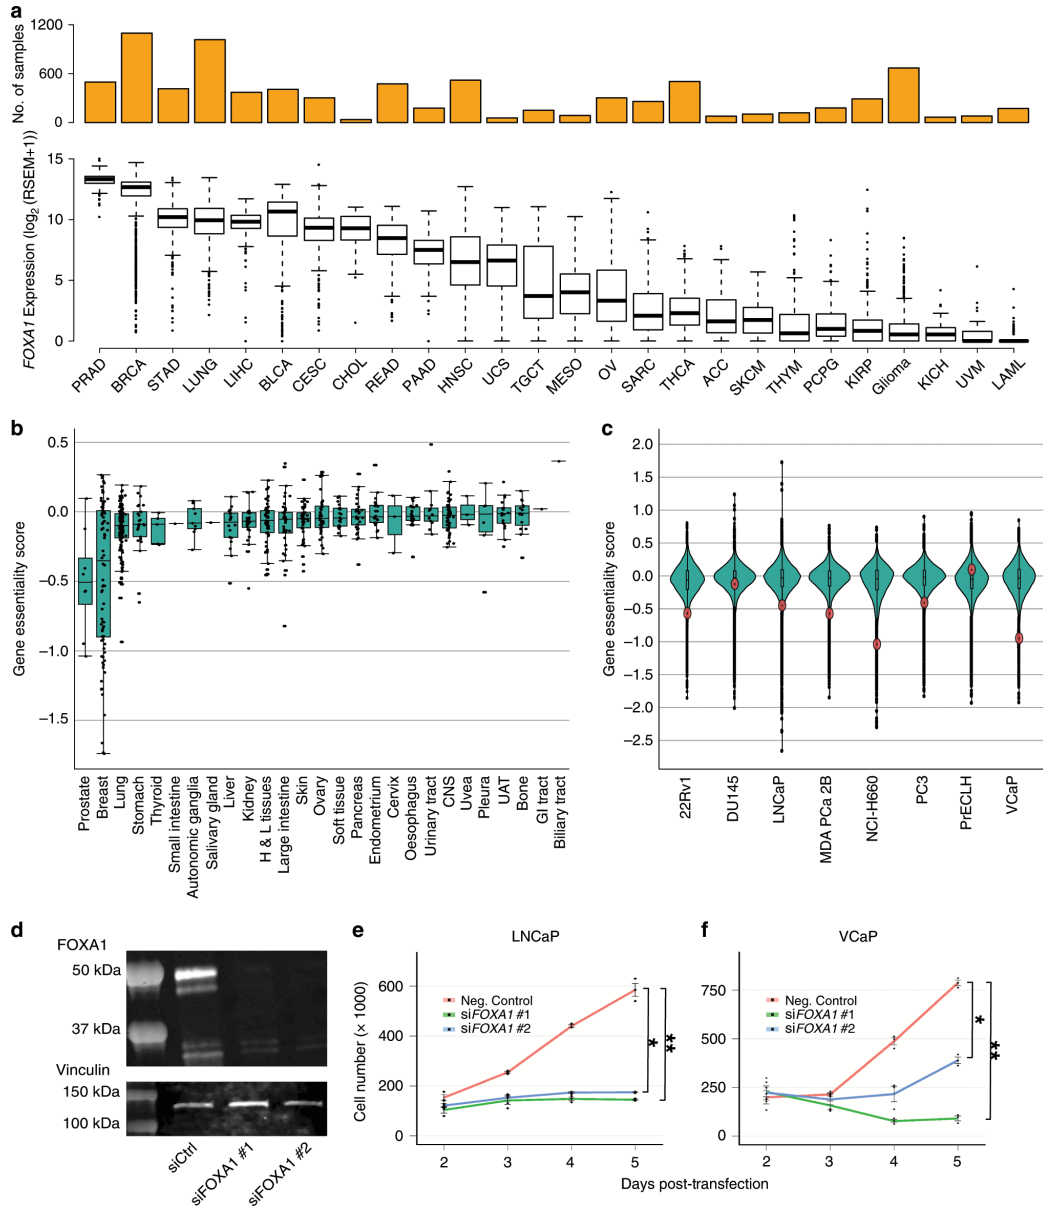 a
No. of samples
1200
600
0
FOXA1 Expression (log2 (RSEM+1))
15
10
5
0
PRAD
BRCA
STAD
LUNG
LIHC
BLCA
CESC
CHOL
READ
PAAD
HNSC
UCS
TGCT
MESO
OV
SARC
THCA
ACC
SKCM
THYM
PCPG
KIRP
Glioma
KICH
UVM
LAML
b
Gene essentiality score
0.5
0.0
−0.5
−1.0
−1.5
Prostate
Breast
Lung
Stomach
Thyroid
Small intestine
Autonomic ganglia
Salivary gland
Liver
Kidney
H & L tissues
Large intestine
Skin
Ovary
Soft tissue
Pancreas
Endometrium
Cervix
Oesophagus
Urinary tract
CNS
Uvea
Pleura
UAT
Bone
GI tract
Biliary tract
c
Gene essentiality score
2.0
1.5
1.0
0.5
0.0
−0.5
−1.0
−1.5
−2.0
−2.5
22Rv1
DU145
LNCaP
MDA PCa 2B
NCI-H660
PC3
PrECLH
VCaP
d
FOXA1
50 kDa
37 kDa
Vinculin
150 kDa
100 kDa
siCtrl
siFOXA1 #1
siFOXA1 #2
e
LNCaP
Cell number (× 1000)
600
400
200
0
Neg. Control
siFOXA1 #1
siFOXA1 #2
*
**
2 3 4 5
f
VCaP
750
500
250
0
Neg. Control
siFOXA1 #1
siFOXA1 #2
*
**
2 3 4 5
Days post-transfection